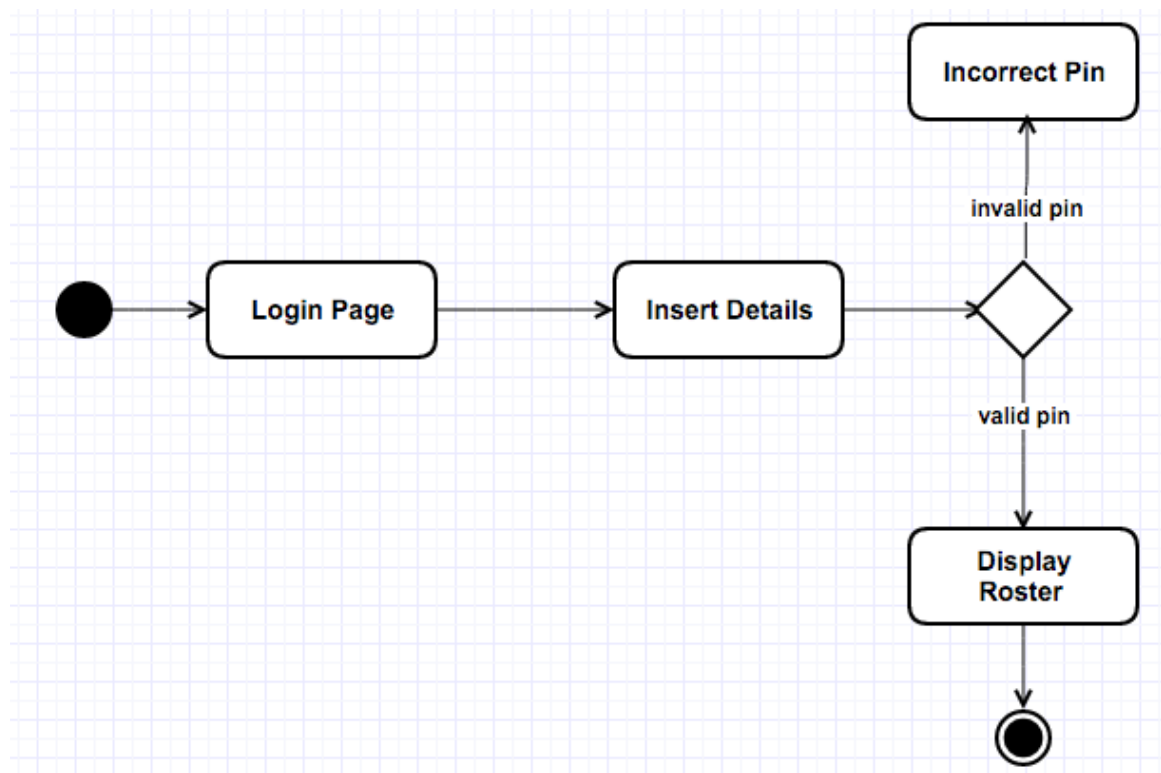 Incorrect Pin
invalid pin
Login Page
Insert Details
valid pin
Display
Roster